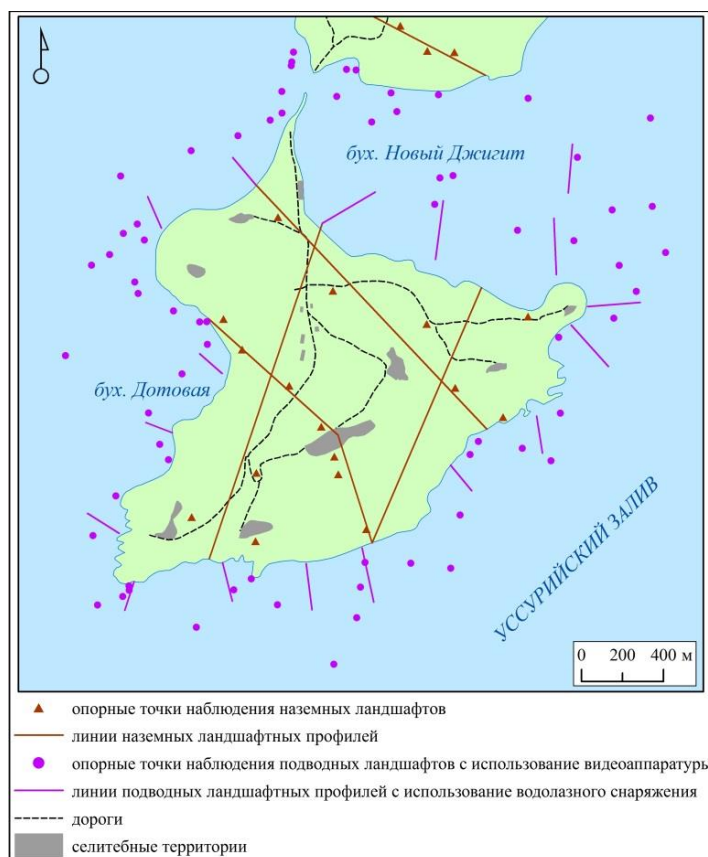 бух. Новый Джигит
бух. Дотовая
УССУРИЙСКИЙ ЗАЛИВ
0 200 400 м
опорные точки наблюдения наземных ландшафтов
линии наземных ландшафтных профилей
опорные точки наблюдения подводных ландшафтов с использование видеоаппаратуры
линии подводных ландшафтных профилей с использование водолазного снаряжения
дороги
селитебные территории